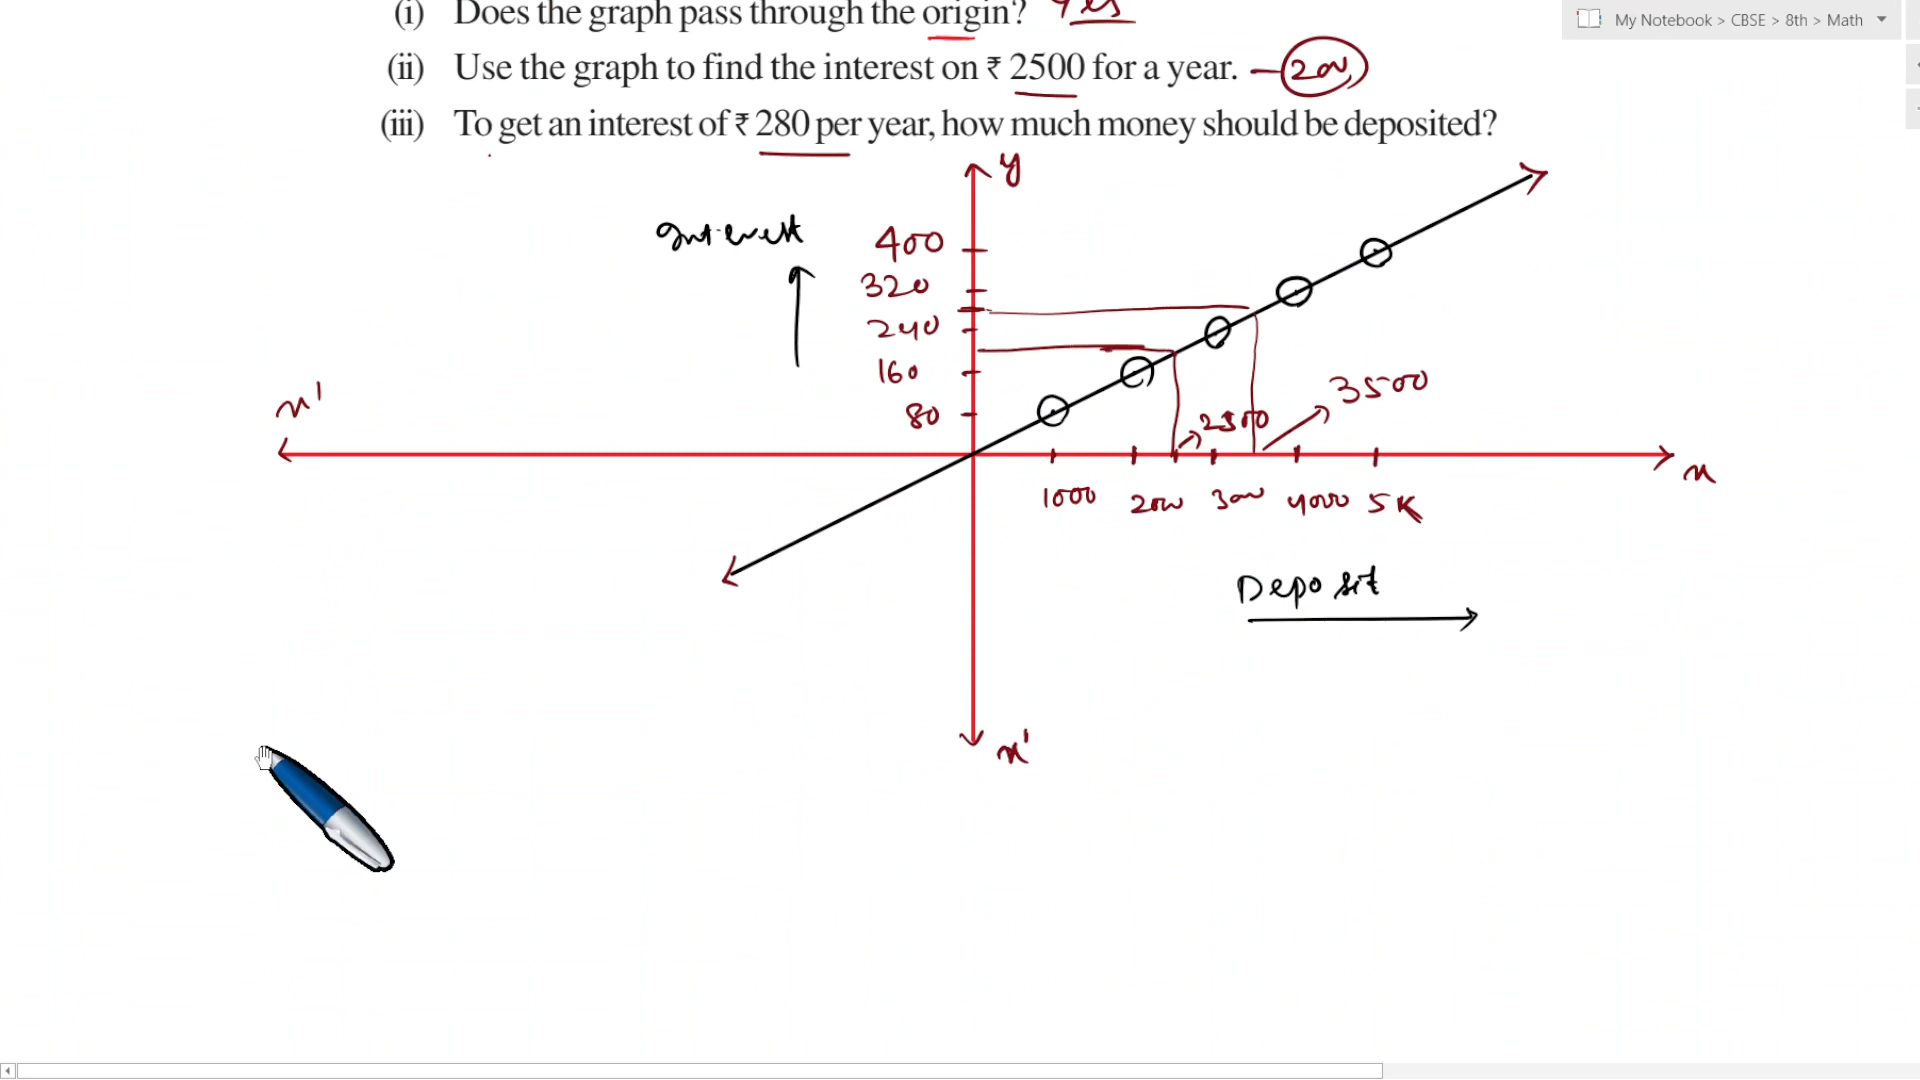 My Notebook > CBSE > 8th > Math
(i) Does the graph pass through the origin? Yes
(ii) Use the graph to find the interest on ₹ 2500 for a year. — 200
(iii) To get an interest of ₹ 280 per year, how much money should be deposited?
y
Interest
400
320
240
160
80
3500
2500
x'
x
1000 2000 3000 4000 5K
Deposit
x'